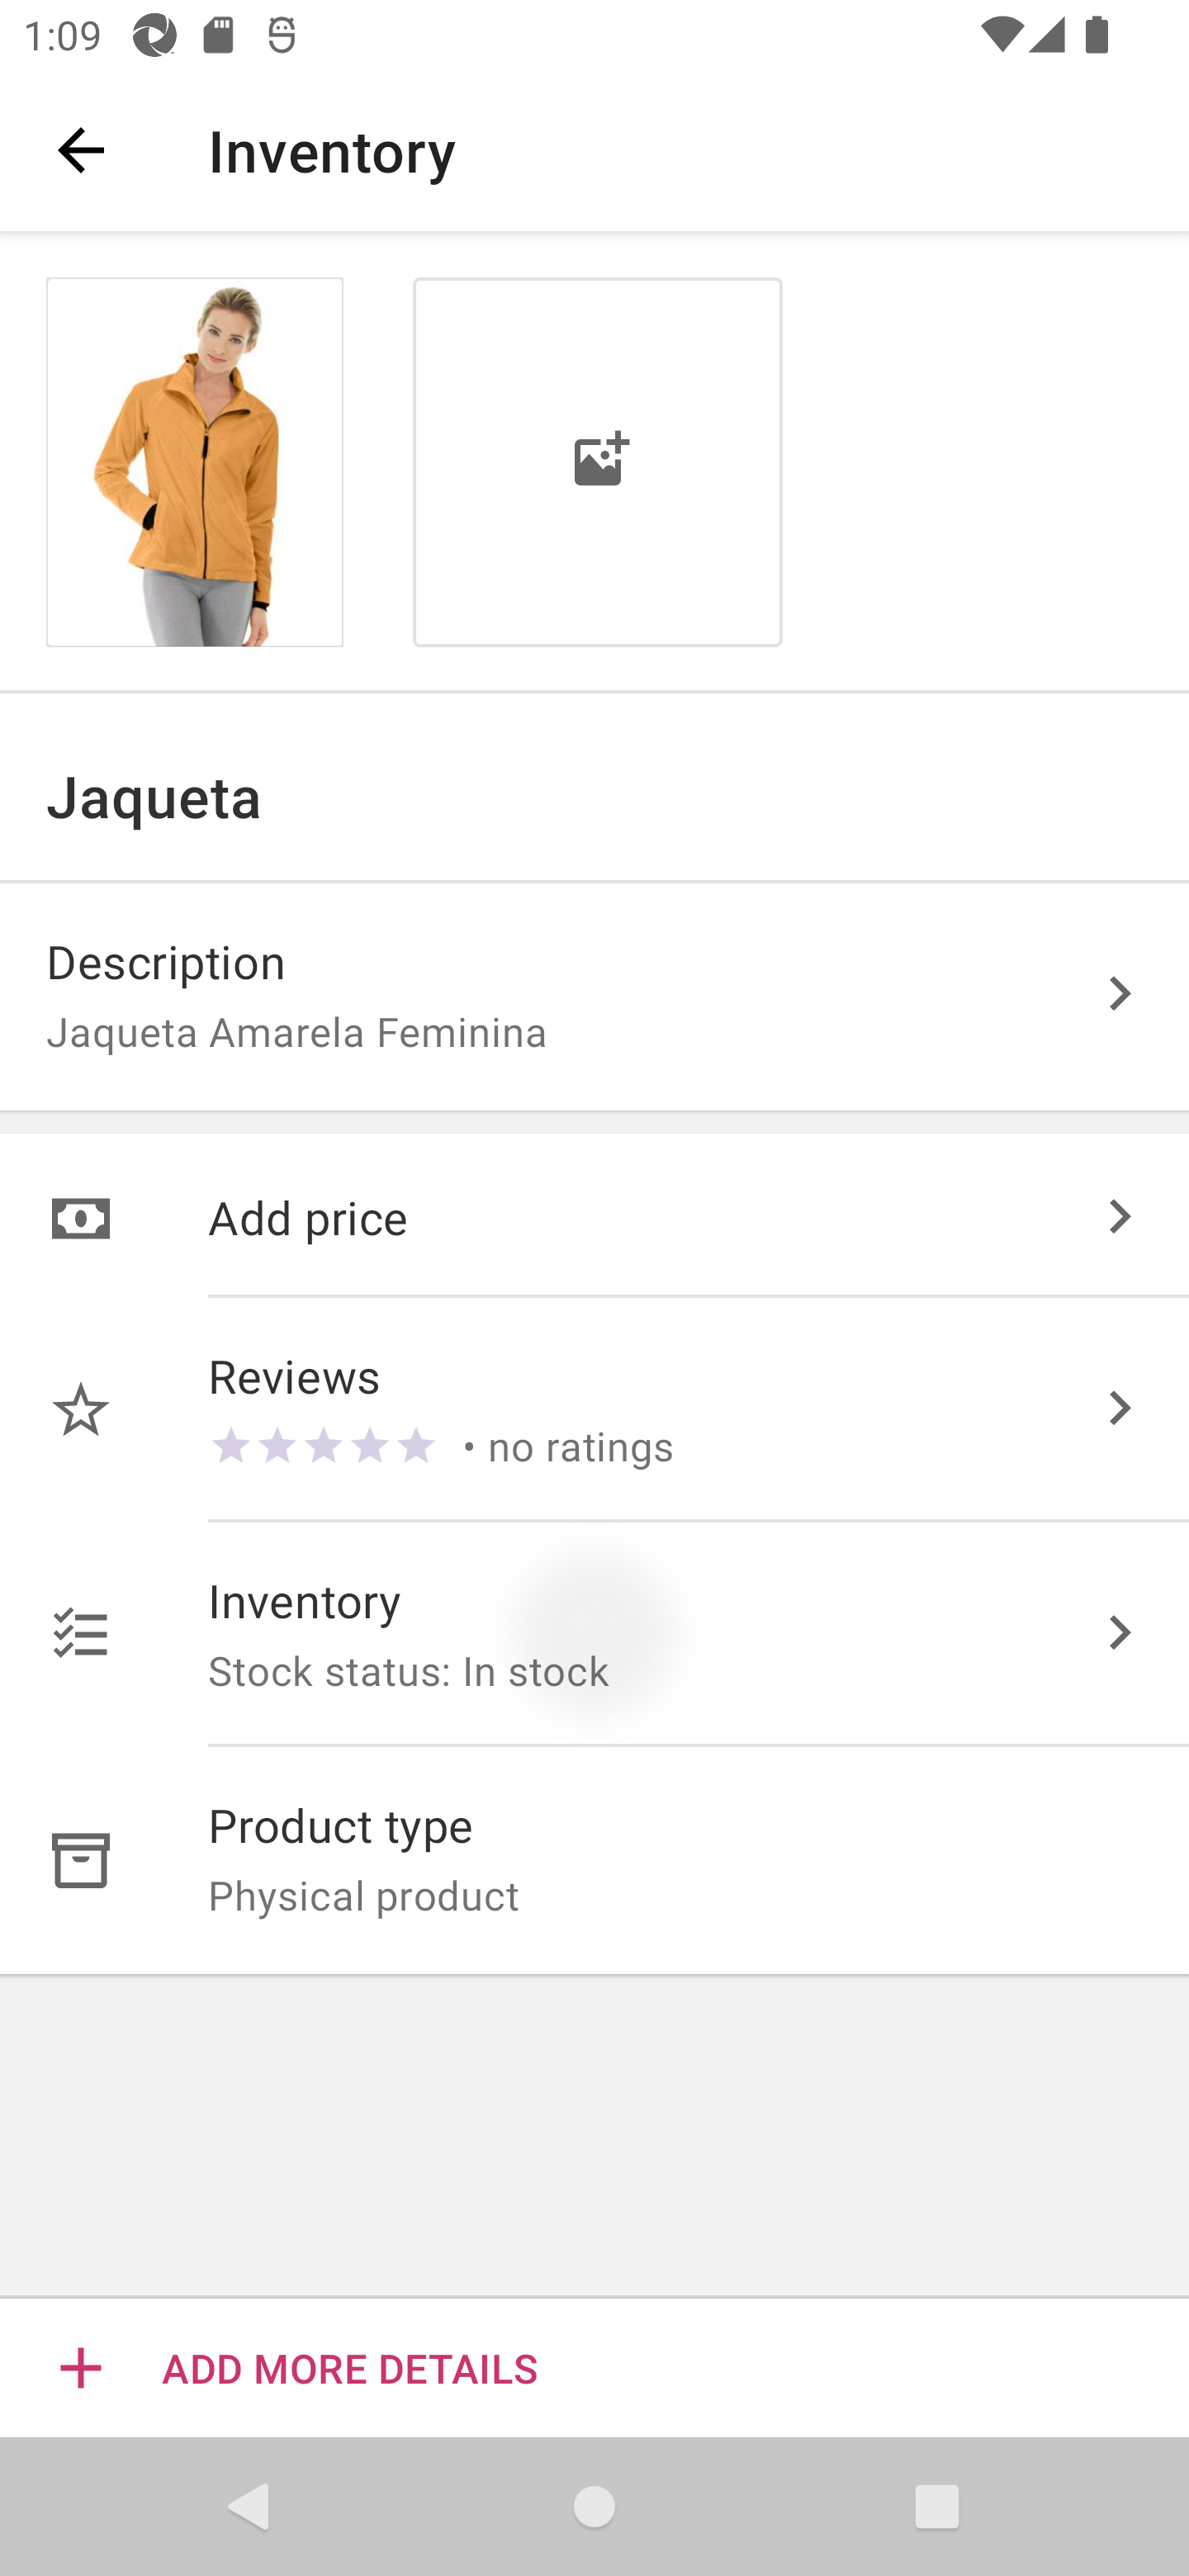 1:09
Inventory
Jaqueta
Description
Jaqueta Amarela Feminina
Add price
Reviews
• no ratings
Inventory
Stock status: In stock
Product type
Physical product
ADD MORE DETAILS